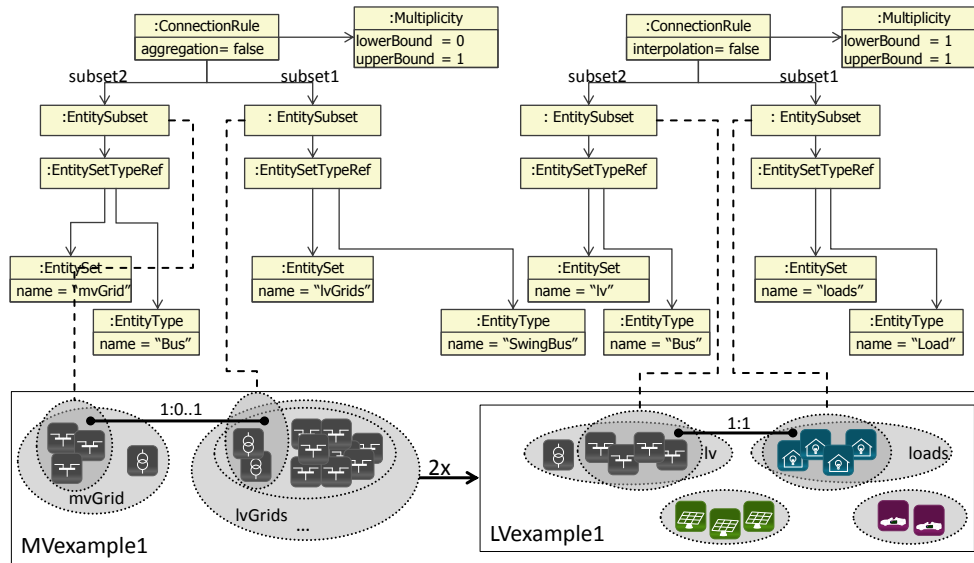 :ConnectionRule
aggregation= false
:Multiplicity
lowerBound = 0
upperBound = 1
:ConnectionRule
interpolation= false
:Multiplicity
lowerBound = 1
upperBound = 1
subset2
subset1
subset2
subset1
:EntitySubset
: EntitySubset
: EntitySubset
: EntitySubset
:EntitySetTypeRef
:EntitySetTypeRef
:EntitySetTypeRef
:EntitySetTypeRef
:EntitySet
name = “mvGrid”
:EntitySet
name = “lvGrids”
:EntitySet
name = “lv”
:EntitySet
name = “loads”
:EntityType
name = “Bus”
:EntityType
name = “SwingBus”
:EntityType
name = “Bus”
:EntityType
name = “Load”
1:0..1
1:1
lv
loads
2x
mvGrid
lvGrids
...
MVexample1
LVexample1